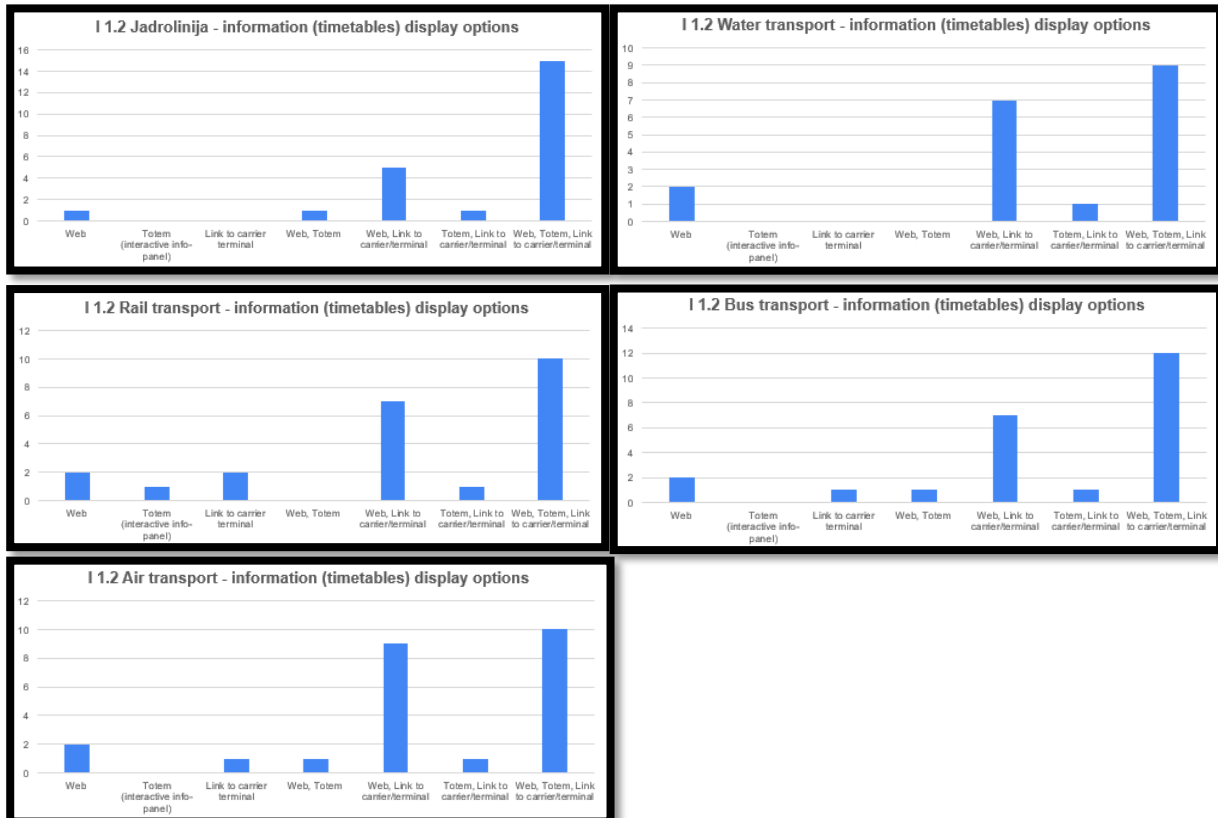 I 1.2 Jadrolinija - information (timetables) display options
16
14
12
10
8
6
4
2
0
Web
Totem
(interactive info-
panel)
Link to carrier
terminal
Web, Totem
Web, Link to
carrier/terminal
Totem, Link to
carrier/terminal
Web, Totem, Link
to carrier/terminal
I 1.2 Water transport - information (timetables) display options
10
9
8
7
6
5
4
3
2
1
0
Web
Totem
(interactive info-
panel)
Link to carrier
terminal
Web, Totem
Web, Link to
carrier/terminal
Totem, Link to
carrier/terminal
Web, Totem, Link
to carrier/terminal
I 1.2 Rail transport - information (timetables) display options
12
10
8
6
4
2
0
Web
Totem
(interactive info-
panel)
Link to carrier
terminal
Web, Totem
Web, Link to
carrier/terminal
Totem, Link to
carrier/terminal
Web, Totem, Link
to carrier/terminal
I 1.2 Bus transport - information (timetables) display options
14
12
10
8
6
4
2
0
Web
Totem
(interactive info-
panel)
Link to carrier
terminal
Web, Totem
Web, Link to
carrier/terminal
Totem, Link to
carrier/terminal
Web, Totem, Link
to carrier/terminal
I 1.2 Air transport - information (timetables) display options
12
10
8
6
4
2
0
Web
Totem
(interactive info-
panel)
Link to carrier
terminal
Web, Totem
Web, Link to
carrier/terminal
Totem, Link to
carrier/terminal
Web, Totem, Link
to carrier/terminal